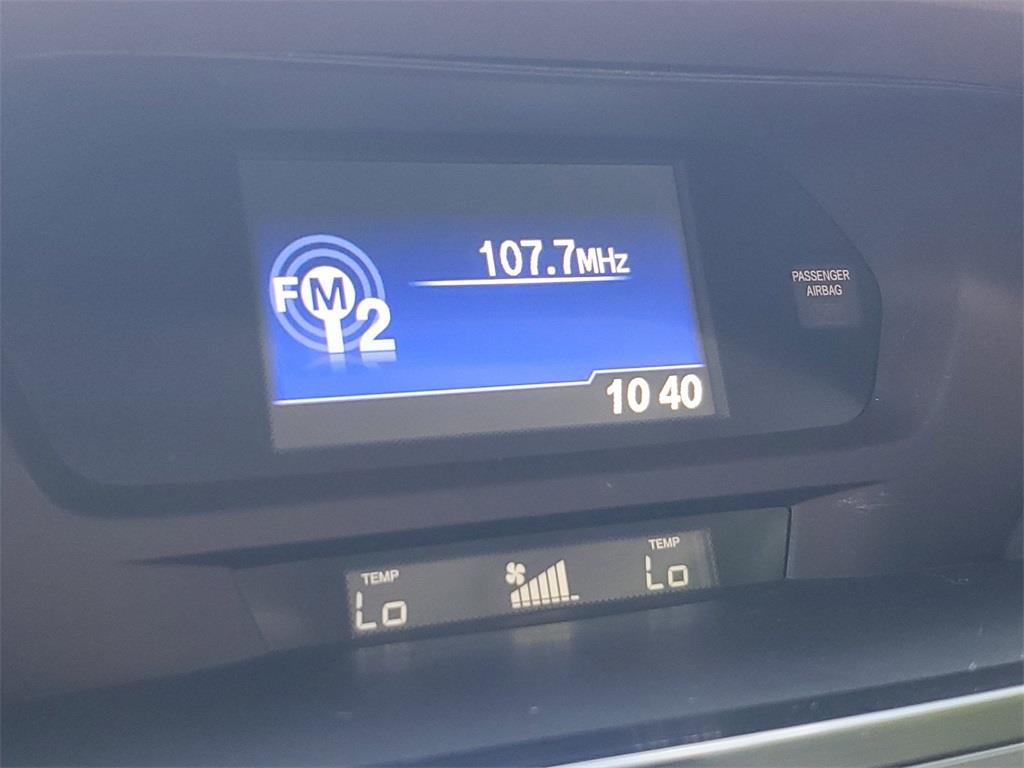 107.7MHz
FM
2
10 40
PASSENGER
AIRBAG
TEMP
Lo
TEMP
Lo